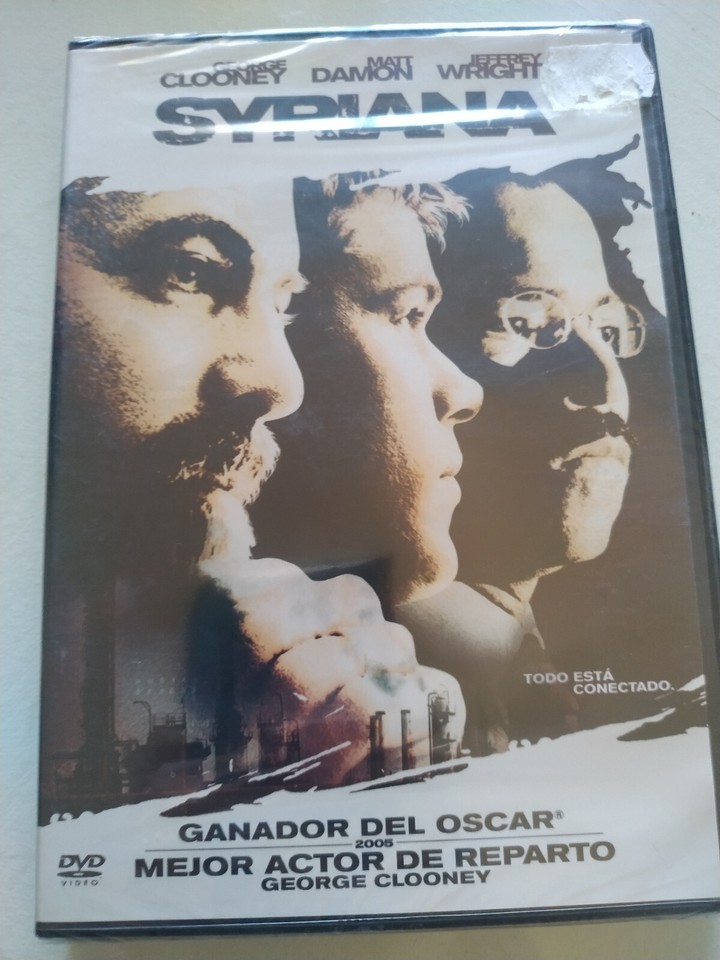 GEORGE CLOONEY MATT DAMON JEFFREY WRIGHT
SYRIANA
TODO ESTÁ
CONECTADO.
GANADOR DEL OSCAR®
2005
MEJOR ACTOR DE REPARTO
GEORGE CLOONEY
DVD
VIDEO